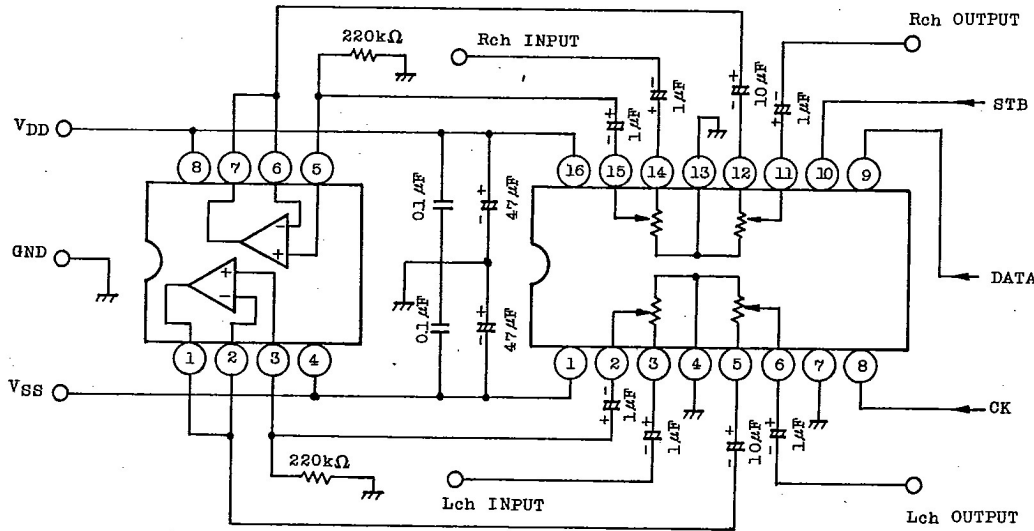 Rch OUTPUT
220kΩ
Rch INPUT
- + 1μF
- + 10μF
- + 1μF
STB
VDD
- + 1μF
8 7 6 5
16 15 14 13 12 11 10 9
0.1μF
+ - 47μF
- +
GND
DATA
+ -
0.1μF
+ - 47μF
1 2 3 4
1 2 3 4 5 6 7 8
VSS
- + 1μF
+ - 1μF
+ - 10μF
+ - 1μF
CK
220kΩ
Lch INPUT
Lch OUTPUT